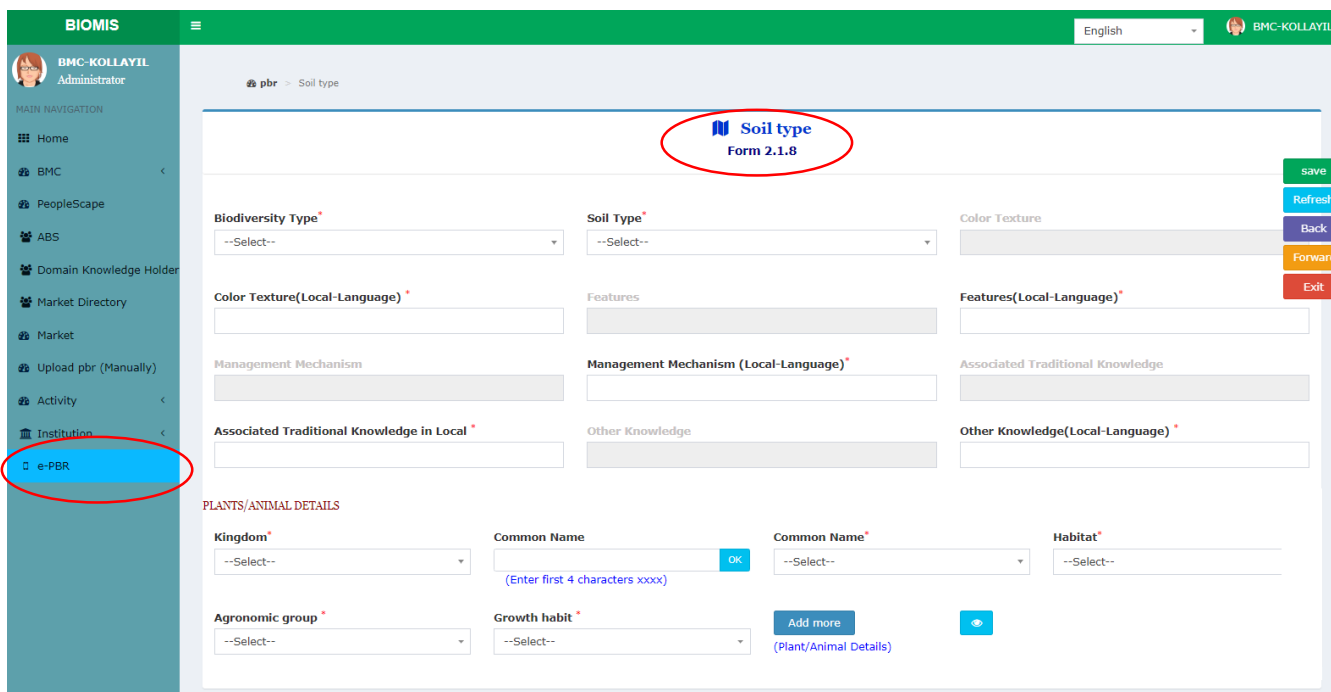 BIOMIS
English
BMC-KOLLAYIL
BMC-KOLLAYIL
Administrator
pbr > Soil type
MAIN NAVIGATION
Home
BMC
PeopleScape
ABS
Domain Knowledge Holder
Market Directory
Market
Upload pbr (Manually)
Activity
Institution
e-PBR
Soil type
Form 2.1.8
save
Refresh
Back
Forward
Exit
Biodiversity Type* Soil Type* Color Texture
--Select-- --Select--
Color Texture(Local-Language) * Features Features(Local-Language)*
Management Mechanism Management Mechanism (Local-Language)* Associated Traditional Knowledge
Associated Traditional Knowledge in Local * Other Knowledge Other Knowledge(Local-Language) *
PLANTS/ANIMAL DETAILS
Kingdom* Common Name Common Name* Habitat*
--Select-- OK --Select-- --Select--
(Enter first 4 characters xxxx)
Agronomic group * Growth habit * Add more
--Select-- --Select-- (Plant/Animal Details)